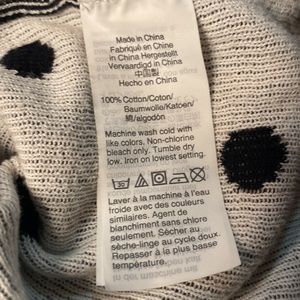 Made in China
Fabriqué en Chine
in China Hergestellt
Vervaardigd in China
中国製
Hecho en China
100% Cotton/Coton/
Baumwolle/Katoen/
綿/algodón
Machine wash cold with
like colors. Non-chlorine
bleach only. Tumble dry
low. Iron on lowest setting.
30
Laver à la machine à l'eau
froide avec des couleurs
similaires. Agent de
blanchiment sans chlore
seulement. Sécher au
sèche-linge au cycle doux.
Repasser à la plus basse
température.